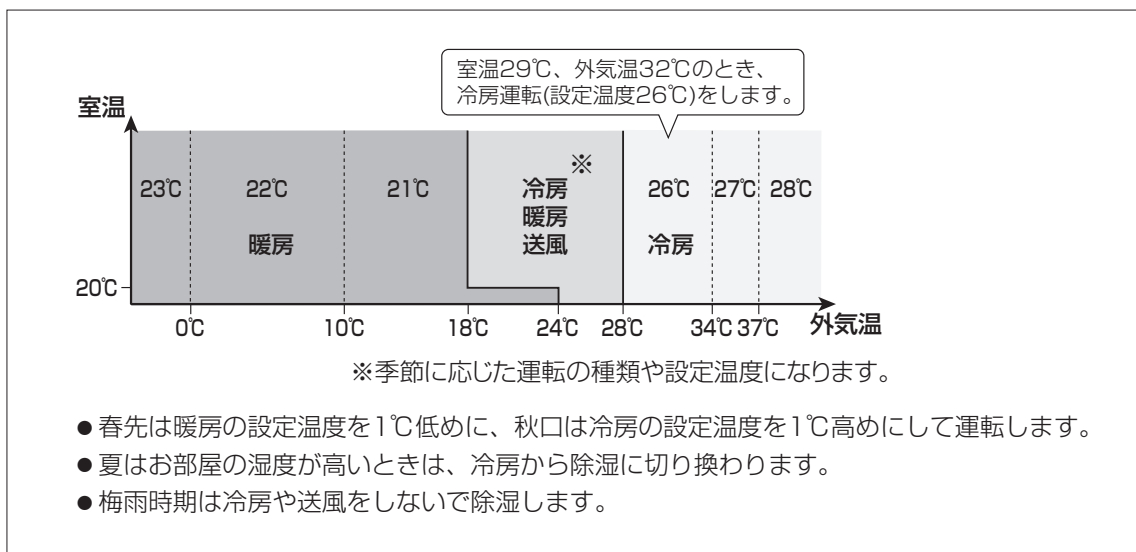 室温29℃、外気温32℃のとき、
冷房運転(設定温度26℃)をします。
室温
※
23℃ 22℃ 21℃ 冷房 26℃ 27℃ 28℃
暖房
暖房 送風 冷房
20℃
0℃ 10℃ 18℃ 24℃ 28℃ 34℃ 37℃ 外気温
※季節に応じた運転の種類や設定温度になります。
●春先は暖房の設定温度を1℃低めに、秋口は冷房の設定温度を1℃高めにして運転します。
●夏はお部屋の湿度が高いときは、冷房から除湿に切り換わります。
●梅雨時期は冷房や送風をしないで除湿します。